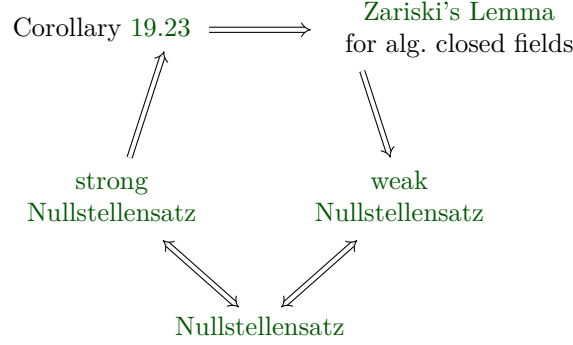 Corollary 19.23
Zariski's Lemma
for alg. closed fields
strong
Nullstellensatz
weak
Nullstellensatz
Nullstellensatz